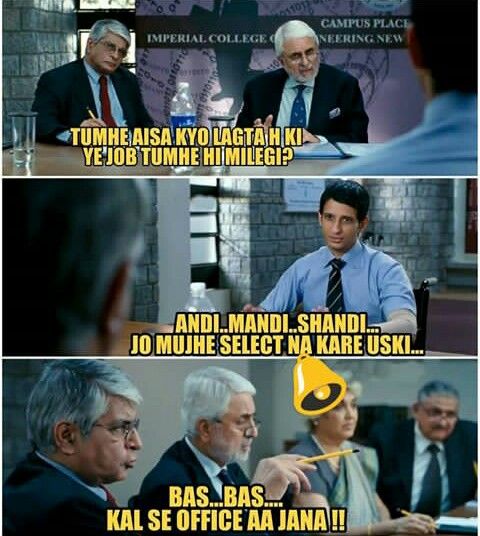 CAMPUS PLACE
IMPERIAL COLLEGE
NEERING, NEW
TUMHE AISA KYO LAGTA H KI
YE JOB TUMHE HI MILEGI?
ANDI..MANDI..SHANDI...
JO MUJHE SELECT NA KARE USKI...
BAS...BAS....
KAL SE OFFICE AA JANA !!